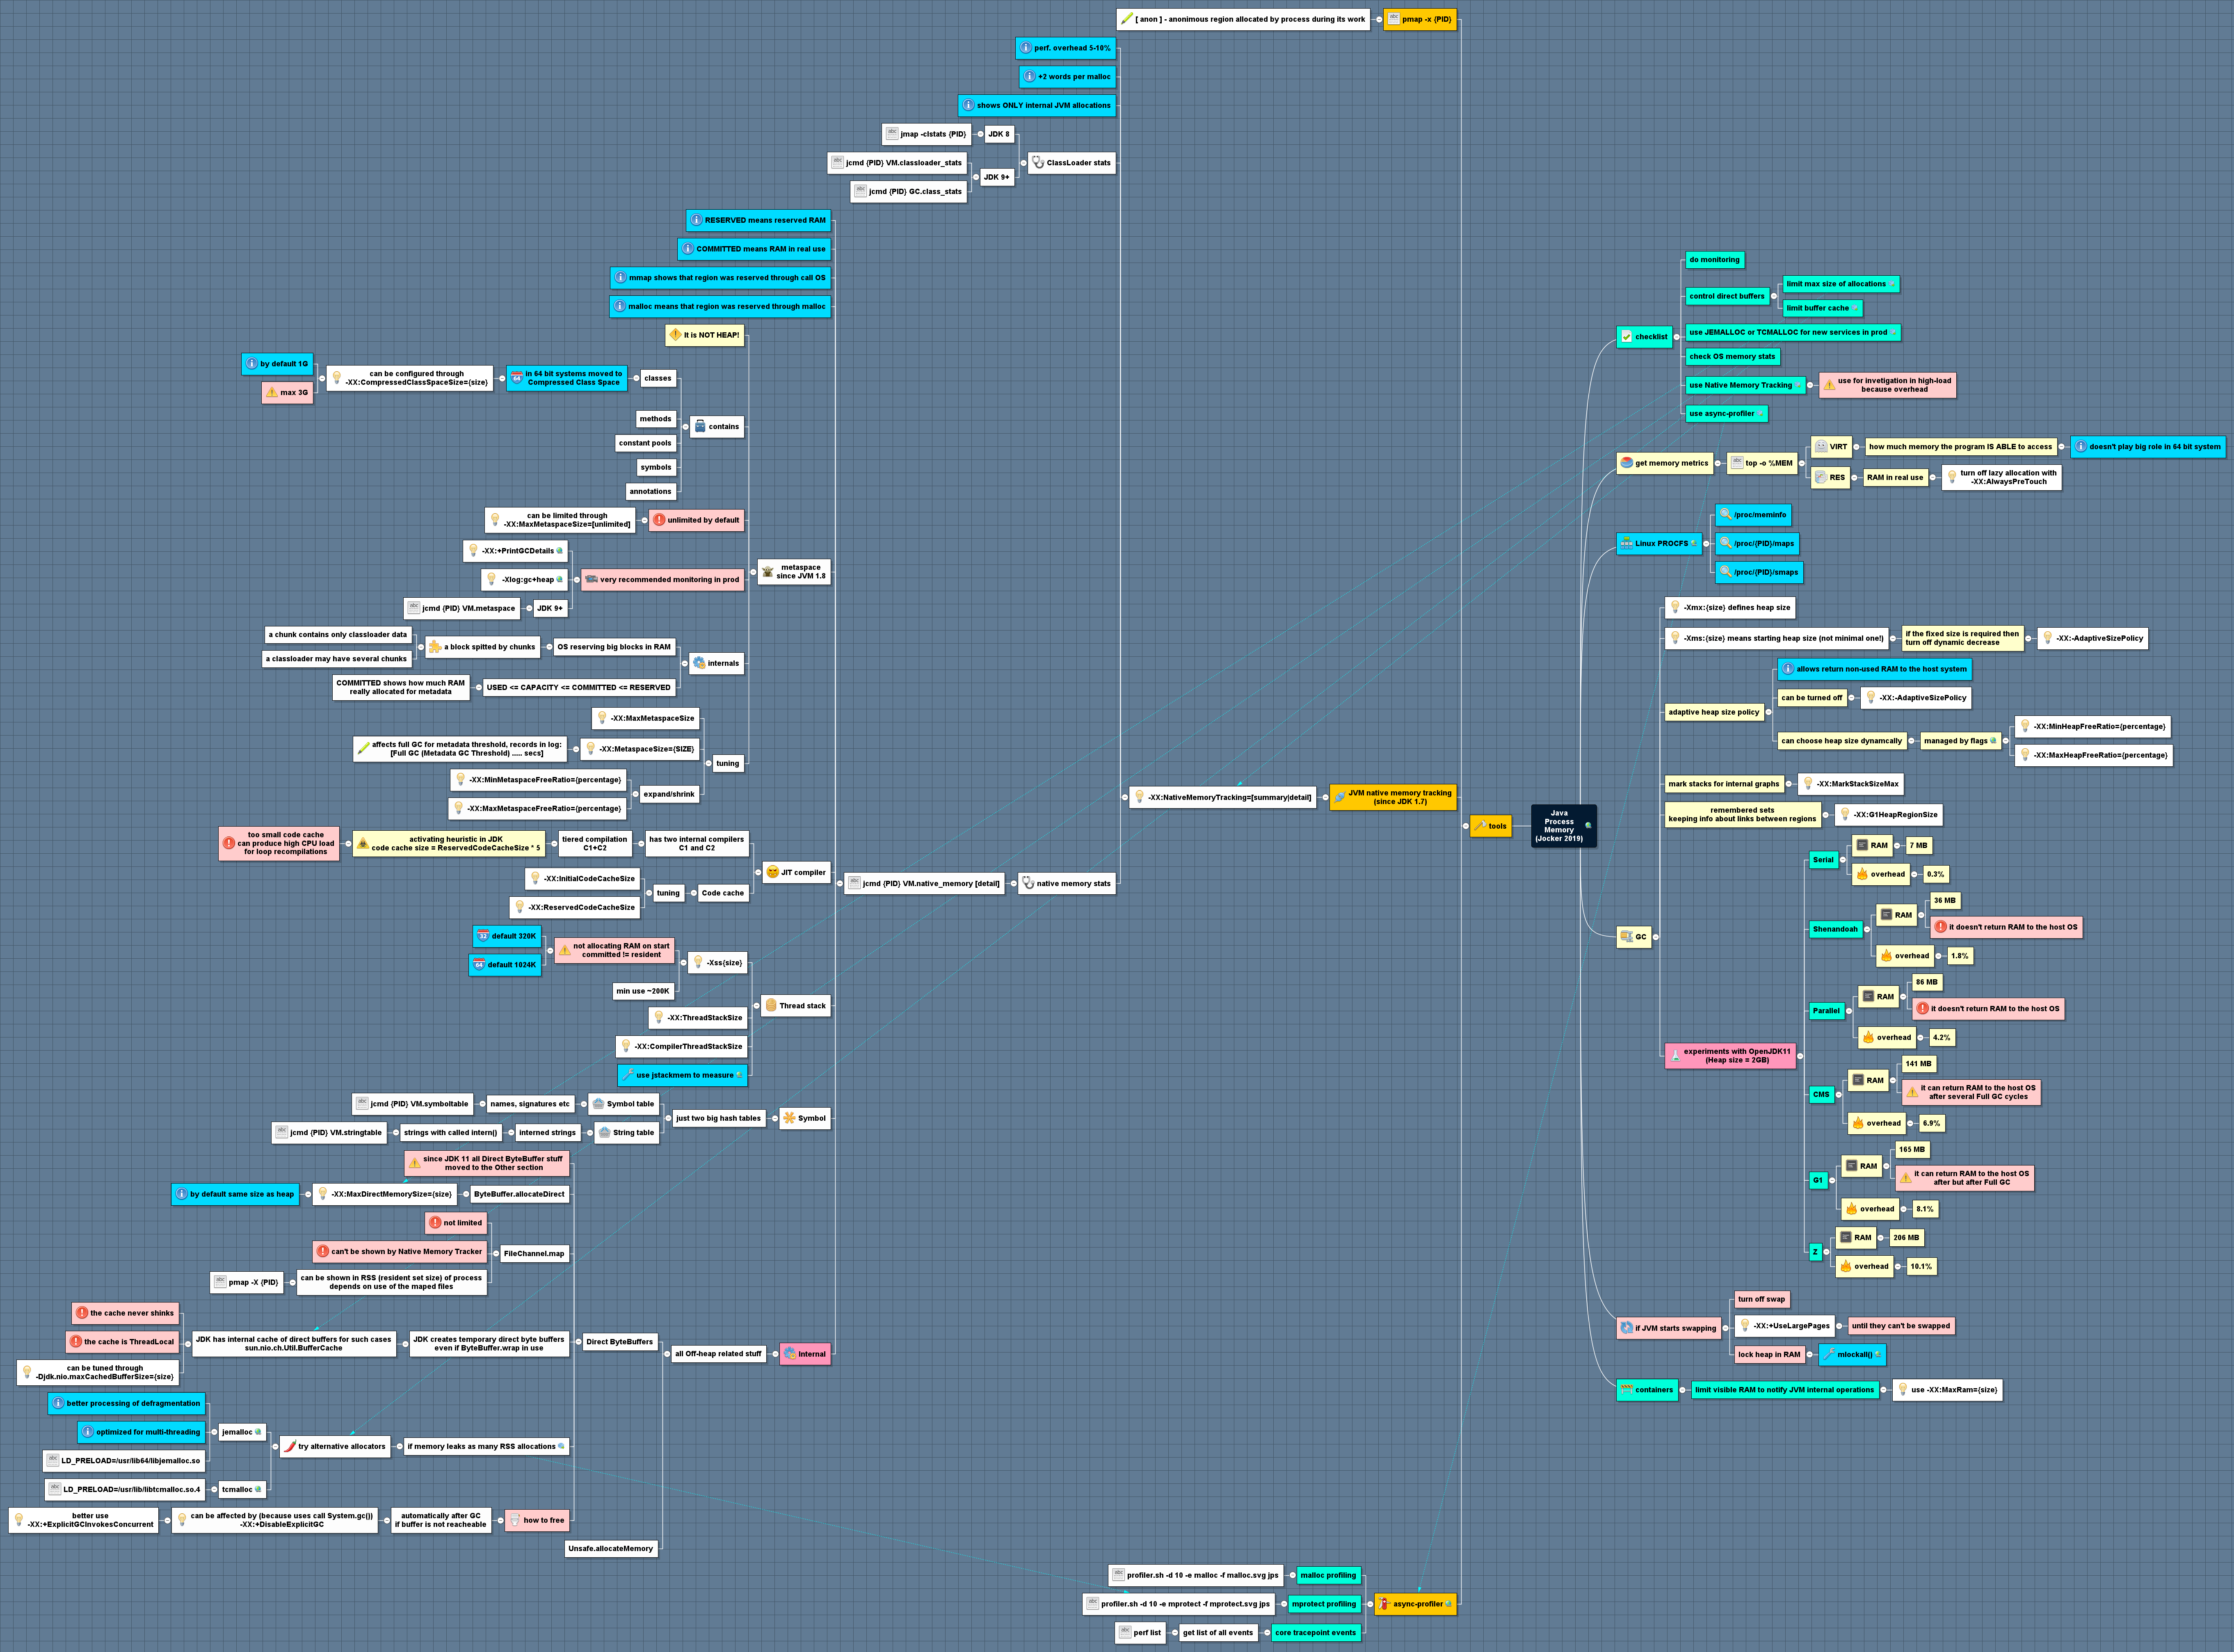 [ anon ] - anonimous region allocated by process during its work
pmap -x {PID}
perf. overhead 5-10%
+2 words per malloc
shows ONLY internal JVM allocations
jmap -clstats {PID}
JDK 8
jcmd {PID} VM.classloader_stats
jcmd {PID} GC.class_stats
JDK 9+
ClassLoader stats
RESERVED means reserved RAM
COMMITTED means RAM in real use
mmap shows that region was reserved through call OS
malloc means that region was reserved through malloc
It is NOT HEAP!
by default 1G
max 3G
can be configured through
-XX:CompressedClassSpaceSize={size}
in 64 bit systems moved to
Compressed Class Space
classes
methods
constant pools
symbols
annotations
contains
can be limited through
-XX:MaxMetaspaceSize=[unlimited]
unlimited by default
-XX:+PrintGCDetails
-Xlog:gc+heap
jcmd {PID} VM.metaspace
JDK 9+
very recommended monitoring in prod
metaspace
since JVM 1.8
a chunk contains only classloader data
a classloader may have several chunks
a block spitted by chunks
OS reserving big blocks in RAM
COMMITTED shows how much RAM
really allocated for metadata
USED <= CAPACITY <= COMMITTED <= RESERVED
internals
-XX:MaxMetaspaceSize
affects full GC for metadata threshold, records in log:
[Full GC (Metadata GC Threshold) ..... secs]
-XX:MetaspaceSize={SIZE}
-XX:MinMetaspaceFreeRatio={percentage}
-XX:MaxMetaspaceFreeRatio={percentage}
expand/shrink
tuning
too small code cache
can produce high CPU load
for loop recompilations
activating heuristic in JDK
code cache size = ReservedCodeCacheSize * 5
tiered compilation
C1+C2
has two internal compilers
C1 and C2
-XX:InitialCodeCacheSize
-XX:ReservedCodeCacheSize
tuning
Code cache
JIT compiler
jcmd {PID} VM.native_memory [detail]
native memory stats
-XX:NativeMemoryTracking=[summary|detail]
JVM native memory tracking
(since JDK 1.7)
tools
default 320K
default 1024K
not allocating RAM on start
committed != resident
-Xss{size}
min use ~200K
-XX:ThreadStackSize
-XX:CompilerThreadStackSize
use jstackmem to measure
Thread stack
jcmd {PID} VM.symboltable
names, signatures etc
Symbol table
jcmd {PID} VM.stringtable
strings with called intern()
interned strings
String table
just two big hash tables
Symbol
since JDK 11 all Direct ByteBuffer stuff
moved to the Other section
by default same size as heap
-XX:MaxDirectMemorySize={size}
ByteBuffer.allocateDirect
not limited
can't be shown by Native Memory Tracker
pmap -X {PID}
can be shown in RSS (resident set size) of process
depends on use of the maped files
FileChannel.map
the cache never shinks
the cache is ThreadLocal
can be tuned through
-Djdk.nio.maxCachedBufferSize={size}
JDK has internal cache of direct buffers for such cases
sun.nio.ch.Util.BufferCache
JDK creates temporary direct byte buffers
even if ByteBuffer.wrap in use
Direct ByteBuffers
all Off-heap related stuff
Internal
better processing of defragmentation
optimized for multi-threading
LD_PRELOAD=/usr/lib64/libjemalloc.so
jemalloc
LD_PRELOAD=/usr/lib/libtcmalloc.so.4
tcmalloc
try alternative allocators
if memory leaks as many RSS allocations
better use
-XX:+ExplicitGCInvokesConcurrent
can be affected by (because uses call System.gc())
-XX:+DisableExplicitGC
automatically after GC
if buffer is not reacheable
how to free
Unsafe.allocateMemory
profiler.sh -d 10 -e malloc -f malloc.svg jps
malloc profiling
profiler.sh -d 10 -e mprotect -f mprotect.svg jps
mprotect profiling
perf list
get list of all events
core tracepoint events
async-profiler
Java
Process
Memory
(Jocker 2019)
checklist
do monitoring
control direct buffers
limit max size of allocations
limit buffer cache
use JEMALLOC or TCMALLOC for new services in prod
check OS memory stats
use Native Memory Tracking
use for invetigation in high-load
because overhead
use async-profiler
get memory metrics
top -o %MEM
VIRT
how much memory the program IS ABLE to access
doesn't play big role in 64 bit system
RES
RAM in real use
turn off lazy allocation with
-XX:AlwaysPreTouch
Linux PROCFS
/proc/meminfo
/proc/{PID}/maps
/proc/{PID}/smaps
GC
-Xmx:{size} defines heap size
-Xms:{size} means starting heap size (not minimal one!)
if the fixed size is required then
turn off dynamic decrease
-XX:-AdaptiveSizePolicy
adaptive heap size policy
allows return non-used RAM to the host system
can be turned off
-XX:-AdaptiveSizePolicy
can choose heap size dynamcally
managed by flags
-XX:MinHeapFreeRatio={percentage}
-XX:MaxHeapFreeRatio={percentage}
mark stacks for internal graphs
-XX:MarkStackSizeMax
remembered sets
keeping info about links between regions
-XX:G1HeapRegionSize
experiments with OpenJDK11
(Heap size = 2GB)
Serial
RAM
7 MB
overhead
0.3%
Shenandoah
RAM
36 MB
it doesn't return RAM to the host OS
overhead
1.8%
Parallel
RAM
86 MB
it doesn't return RAM to the host OS
overhead
4.2%
CMS
RAM
141 MB
it can return RAM to the host OS
after several Full GC cycles
overhead
6.9%
G1
RAM
165 MB
it can return RAM to the host OS
after but after Full GC
overhead
8.1%
Z
RAM
206 MB
overhead
10.1%
if JVM starts swapping
turn off swap
-XX:+UseLargePages
until they can't be swapped
lock heap in RAM
mlockall()
containers
limit visible RAM to notify JVM internal operations
use -XX:MaxRam={size}